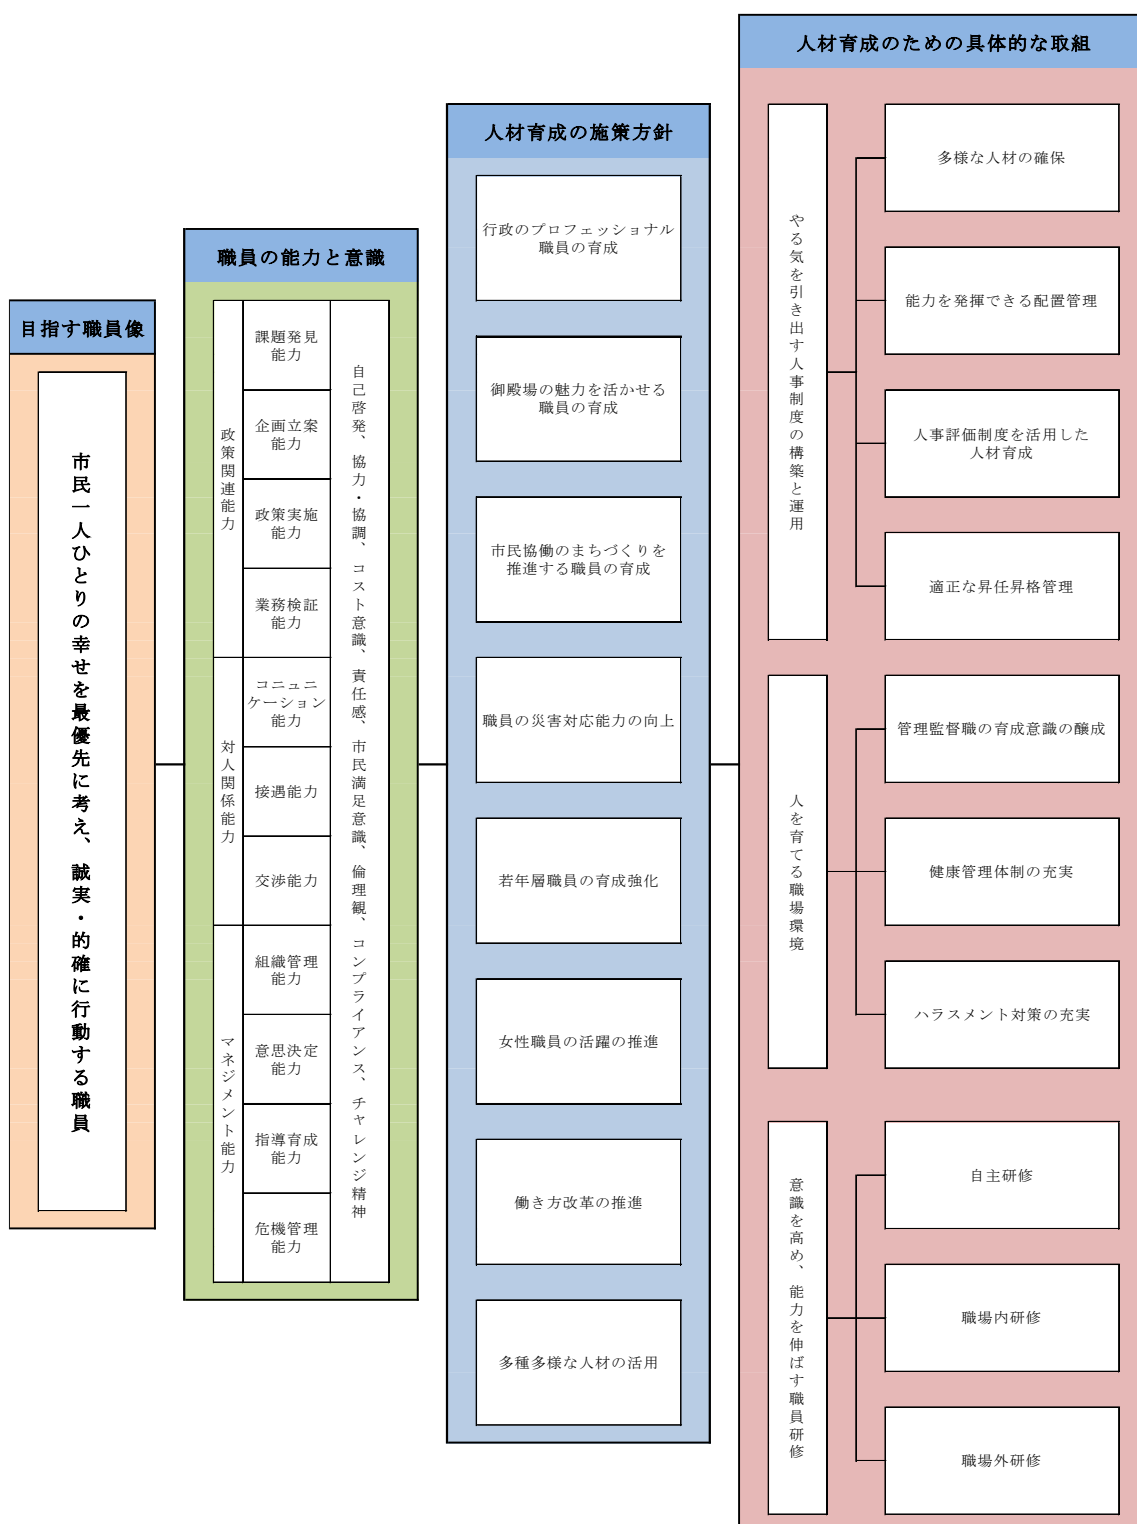 目指す職員像
市民一人ひとりの幸せを最優先に考え、誠実・的確に行動する職員
職員の能力と意識
政策関連能力
課題発見
能力
企画立案
能力
政策実施
能力
業務検証
能力
対人関係能力
コニュニ
ケーション
能力
接遇能力
交渉能力
マネジメント能力
組織管理
能力
意思決定
能力
指導育成
能力
危機管理
能力
自己啓発、協力・協調、コスト意識、責任感、市民満足意識、倫理観、コンプライアンス、チャレンジ精神
人材育成の施策方針
行政のプロフェッショナル
職員の育成
御殿場の魅力を活かせる
職員の育成
市民協働のまちづくりを
推進する職員の育成
職員の災害対応能力の向上
若年層職員の育成強化
女性職員の活躍の推進
働き方改革の推進
多種多様な人材の活用
人材育成のための具体的な取組
やる気を引き出す人事制度の構築と運用
多様な人材の確保
能力を発揮できる配置管理
人事評価制度を活用した
人材育成
適正な昇任昇格管理
人を育てる職場環境
管理監督職の育成意識の醸成
健康管理体制の充実
ハラスメント対策の充実
意識を高め、能力を伸ばす職員研修
自主研修
職場内研修
職場外研修